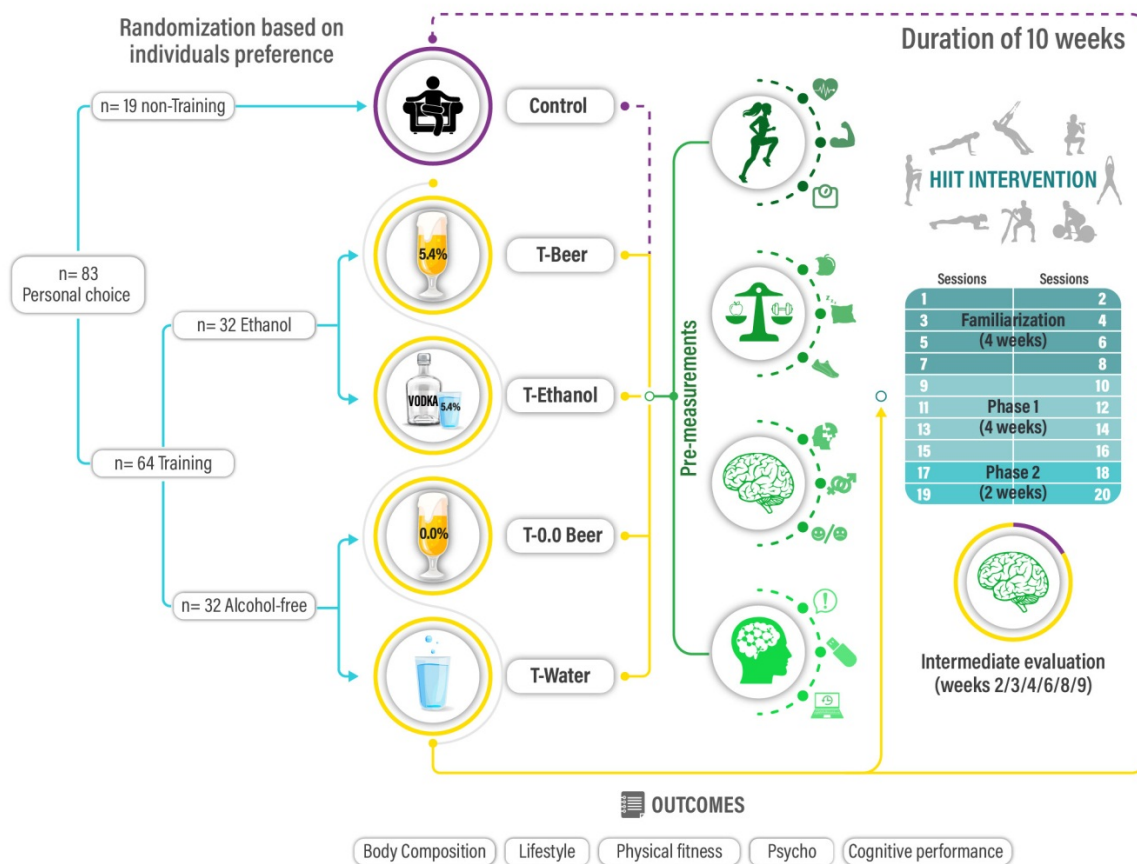 Randomization based on
individuals preference
Duration of 10 weeks
n= 19 non-Training
Control
HIIT INTERVENTION
5.4%
T-Beer
n= 83
Personal choice
n= 32 Ethanol
VODKA
5.4%
T-Ethanol
n= 64 Training
0.0%
T-0.0 Beer
n= 32 Alcohol-free
T-Water
Pre-measurements
z z z
Sessions Sessions
1 2
3 Familiarization 4
5 (4 weeks) 6
7 8
9 10
11 Phase 1 12
13 (4 weeks) 14
15 16
17 Phase 2 18
19 (2 weeks) 20
Intermediate evaluation
(weeks 2/3/4/6/8/9)
OUTCOMES
Body Composition
Lifestyle
Physical fitness
Psycho
Cognitive performance